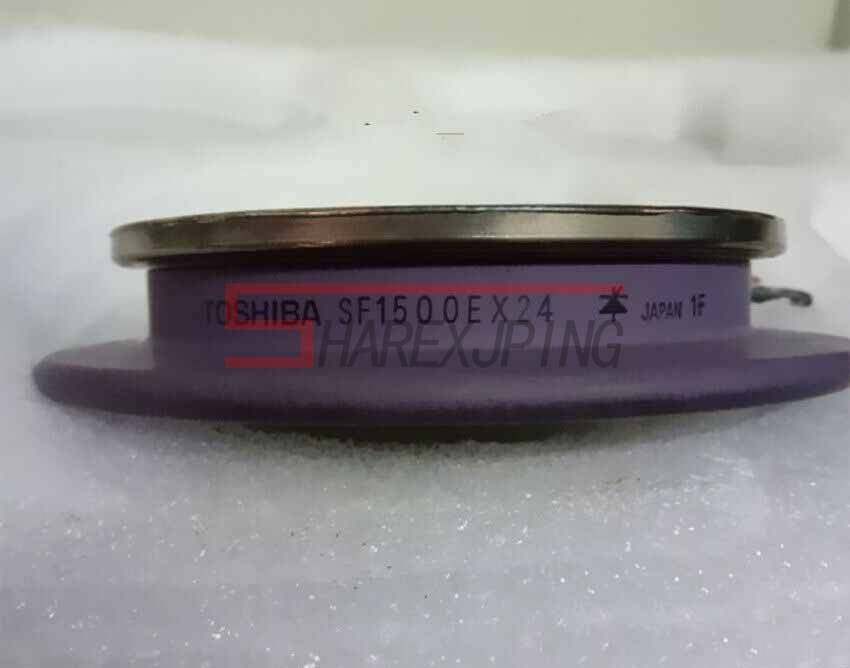 TOSHIBA SF1500EX24 JAPAN 1F
SHAREXJPING